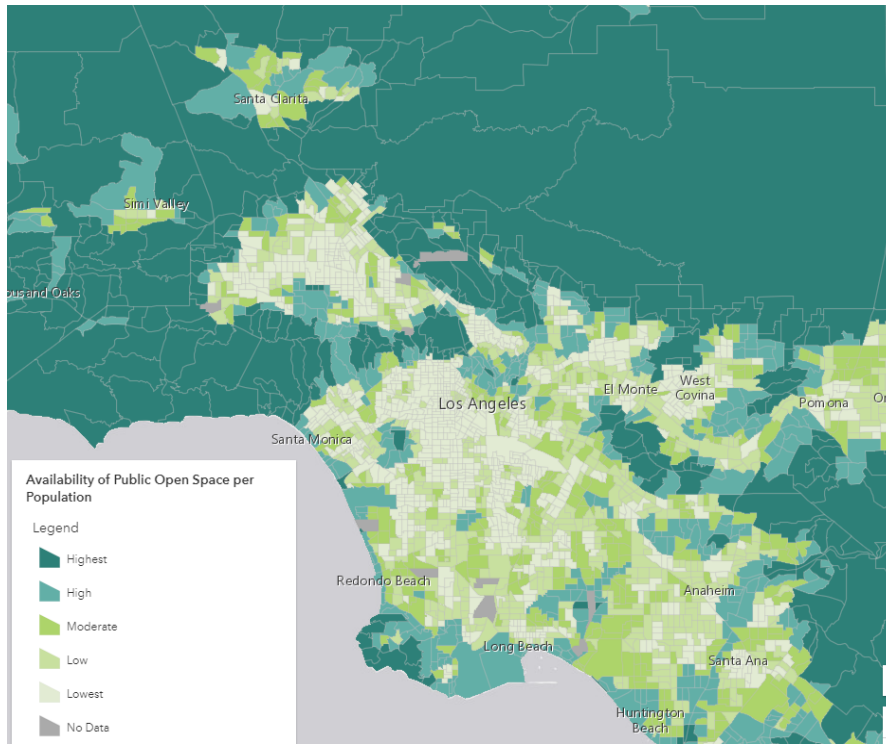 Santa Clarita
Simi Valley
ousand Oaks
El Monte
West
Covina
Los Angeles
Pomona
On
Santa Monica
Availability of Public Open Space per
Population
Legend
Highest
High
Moderate
Low
Lowest
No Data
Redondo Beach
Anaheim
Long Beach
Santa Ana
Huntington
Beach